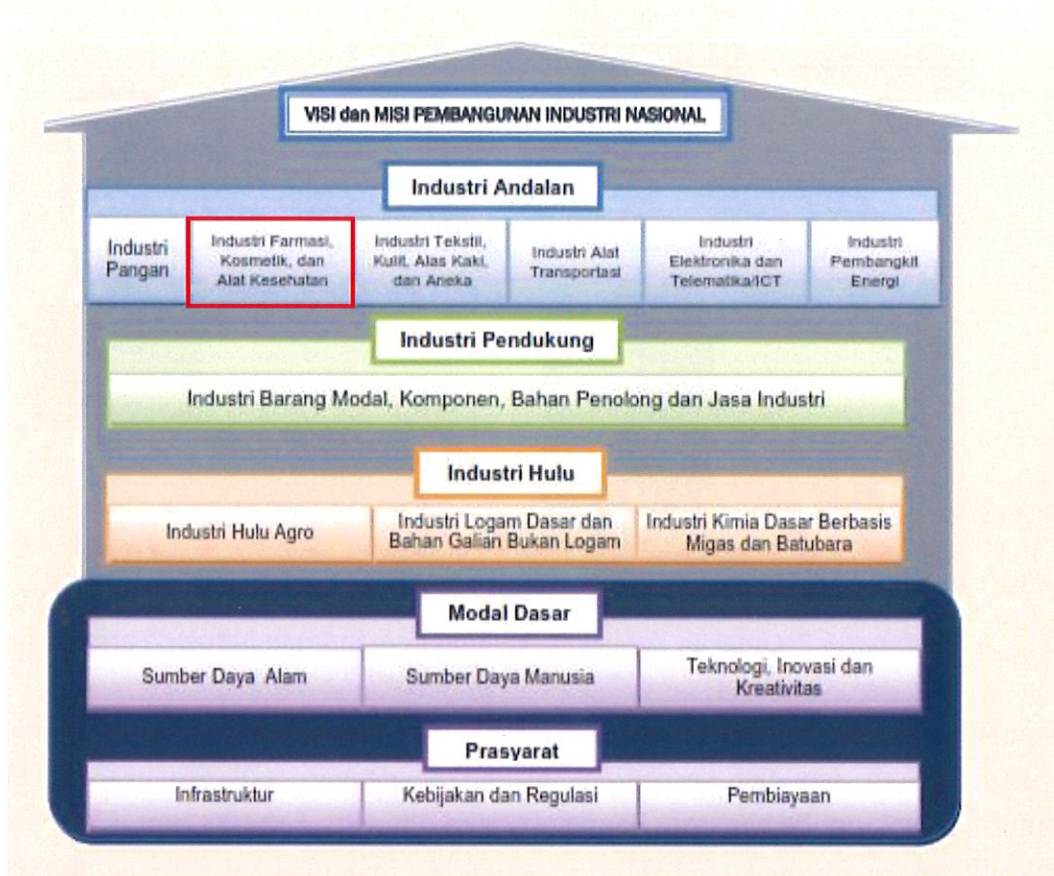 VISI dan MISI PEMBANGUNAN INDUSTRI NASIONAL
Industri Andalan
Industri
Pangan
Industri Farmasi,
Kosmetik, dan
Alat Kesehatan
Industri Tekstil,
Kulit, Alas Kaki,
dan Aneka
Industri Alat
Transportasi
Industri
Elektronika dan
Telematika/ICT
Industri
Pembangkit
Energi
Industri Pendukung
Industri Barang Modal, Komponen, Bahan Penolong dan Jasa Industri
Industri Hulu
Industri Hulu Agro
Industri Logam Dasar dan
Bahan Galian Bukan Logam
Industri Kimia Dasar Berbasis
Migas dan Batubara
Modal Dasar
Sumber Daya Alam
Sumber Daya Manusia
Teknologi, Inovasi dan
Kreativitas
Prasyarat
Infrastruktur
Kebijakan dan Regulasi
Pembiayaan